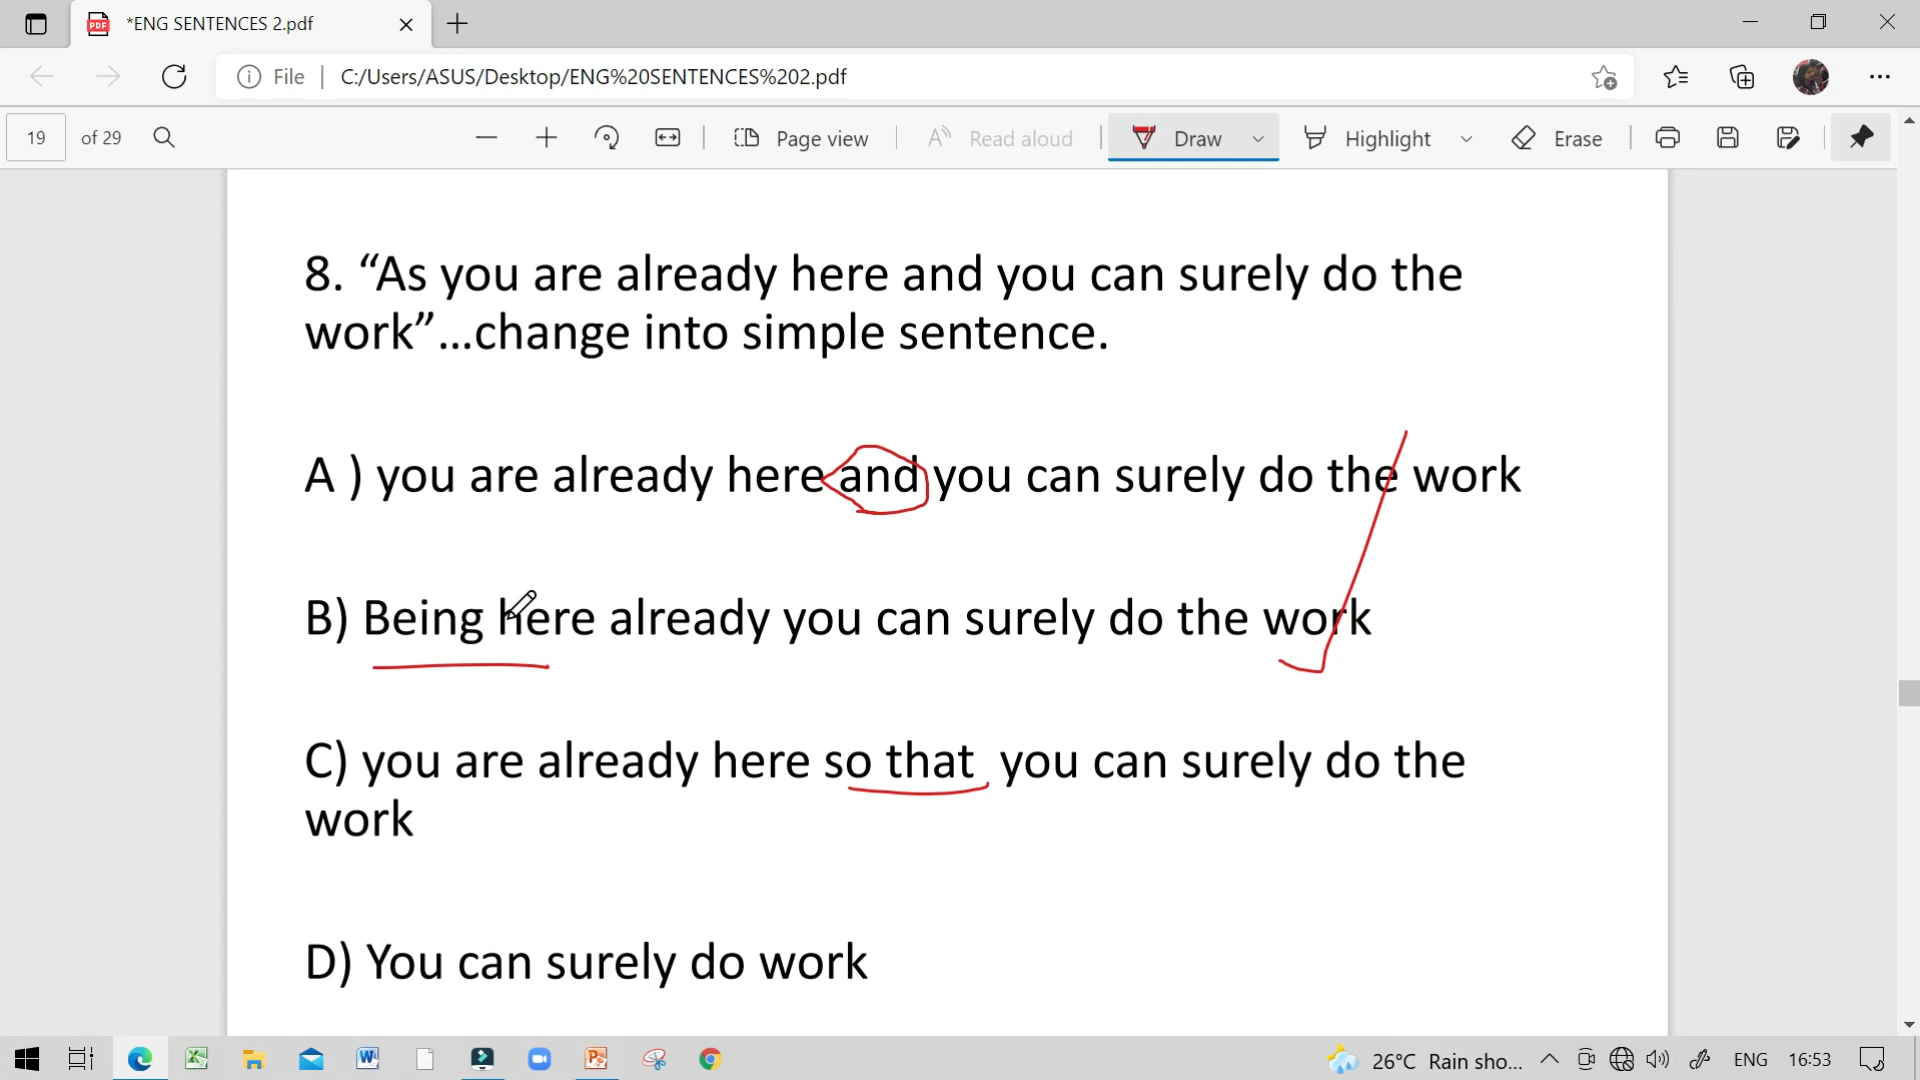 *ENG SENTENCES 2.pdf
File | C:/Users/ASUS/Desktop/ENG%20SENTENCES%202.pdf
19 of 29 Page view Read aloud Draw Highlight Erase
8. “As you are already here and you can surely do the
work”...change into simple sentence.
A ) you are already here and you can surely do the work
B) Being here already you can surely do the work
C) you are already here so that you can surely do the
work
D) You can surely do work
26°C Rain sho... ENG 16:53